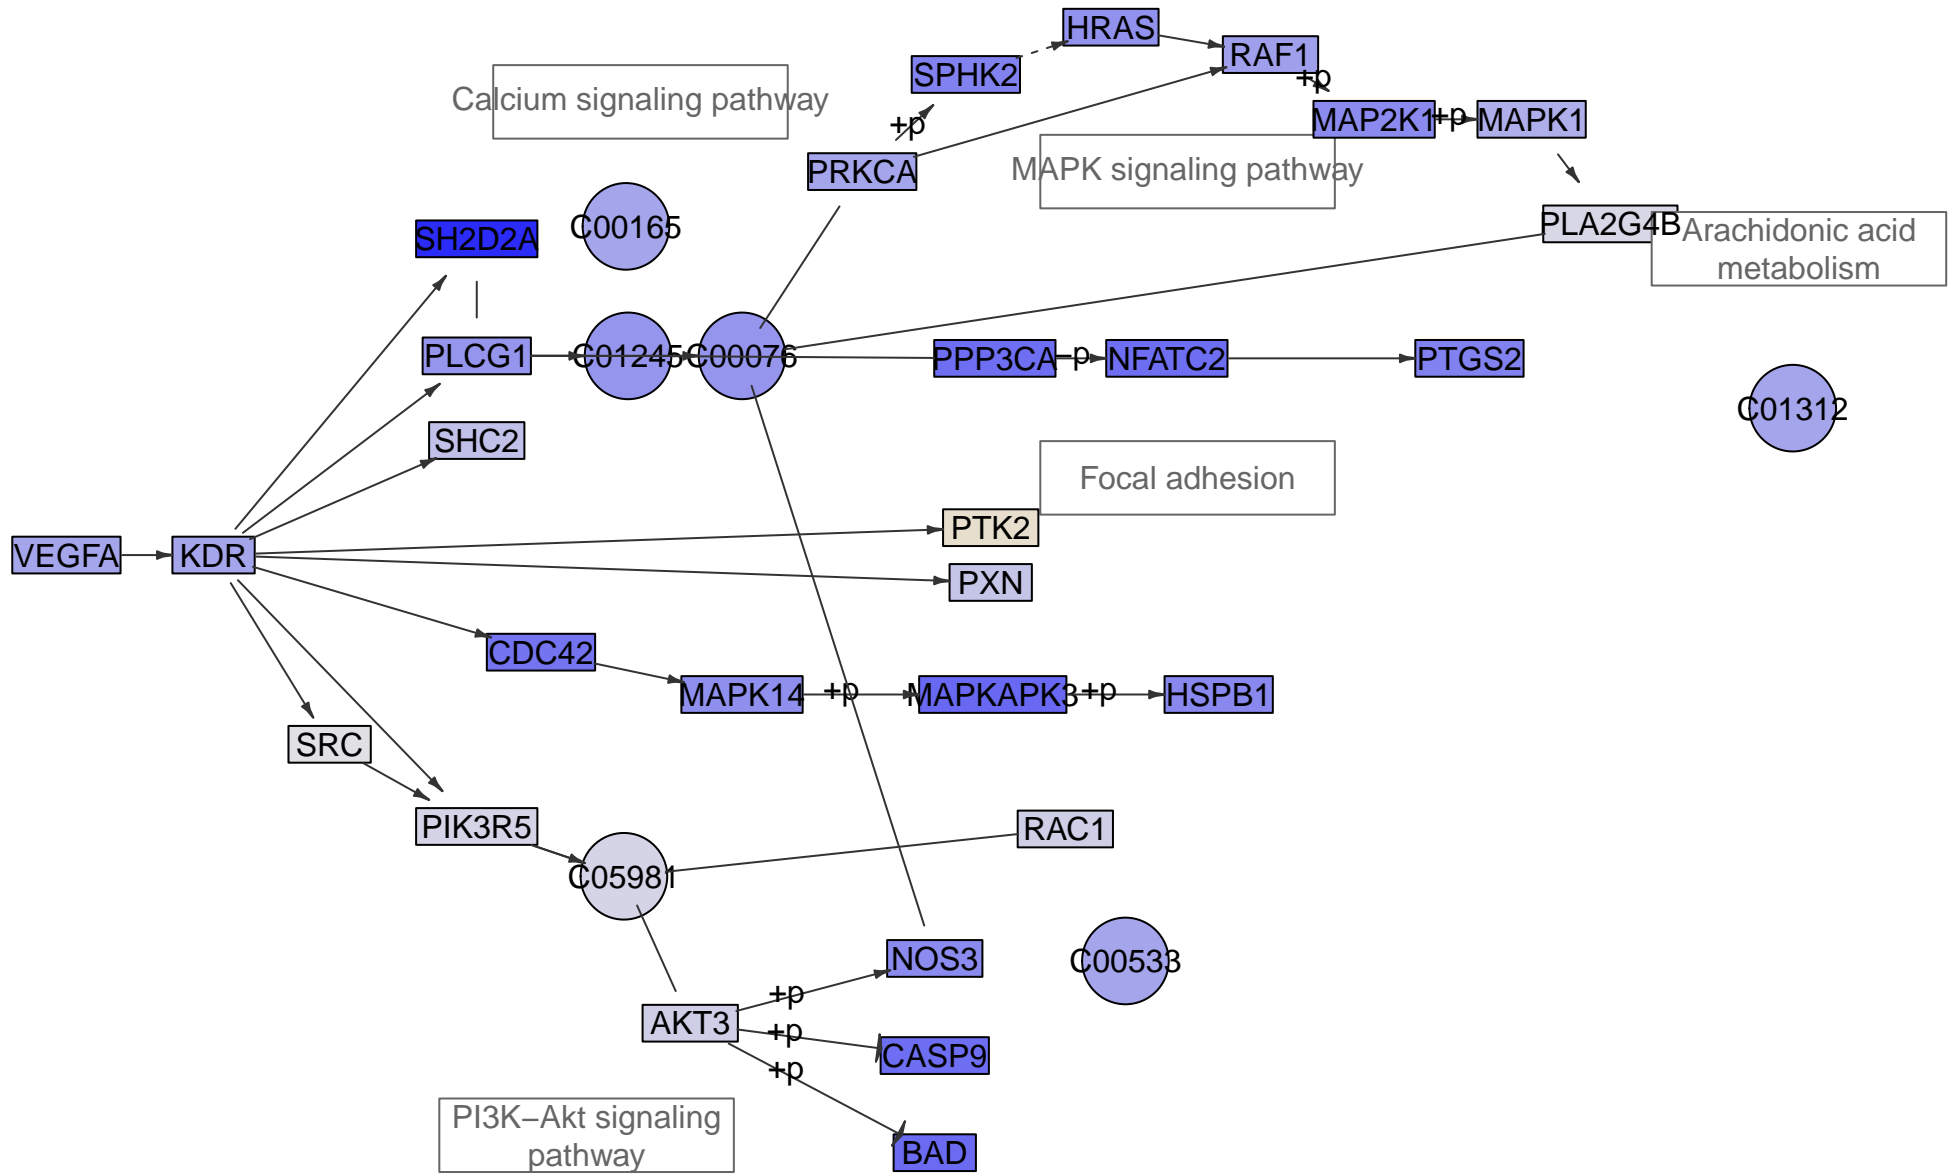 HRAS
RAF1
+p
SPHK2
Calcium signaling pathway
+p
MAP2K1
+p
MAPK1
PRKCA
MAPK signaling pathway
C00165
SH2D2A
PLA2G4B
Arachidonic acid
metabolism
PLCG1
C01245
C00076
PPP3CA
-p
NFATC2
PTGS2
C01312
SHC2
Focal adhesion
PTK2
VEGFA
KDR
PXN
CDC42
MAPK14
+p
MAPKAPK3
+p
HSPB1
SRC
PIK3R5
RAC1
C05981
NOS3
C00533
+p
AKT3
+p
CASP9
+p
PI3K–Akt signaling
pathway
BAD